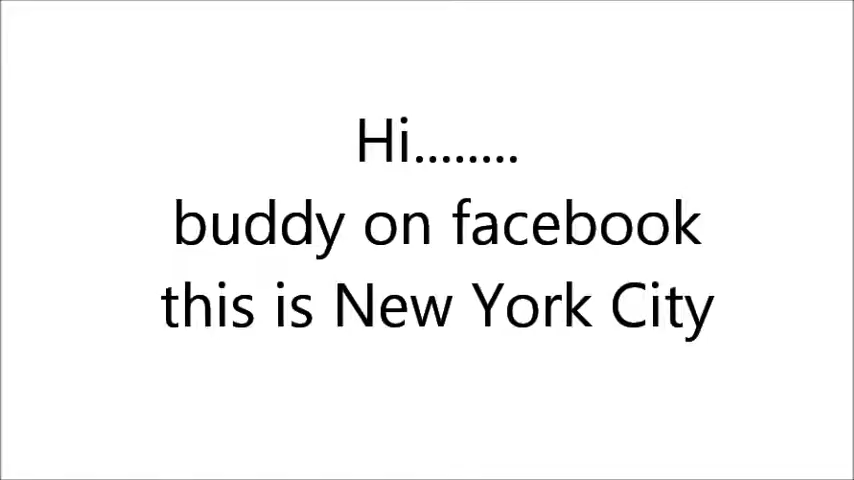 Hi........
buddy on facebook
this is New York City